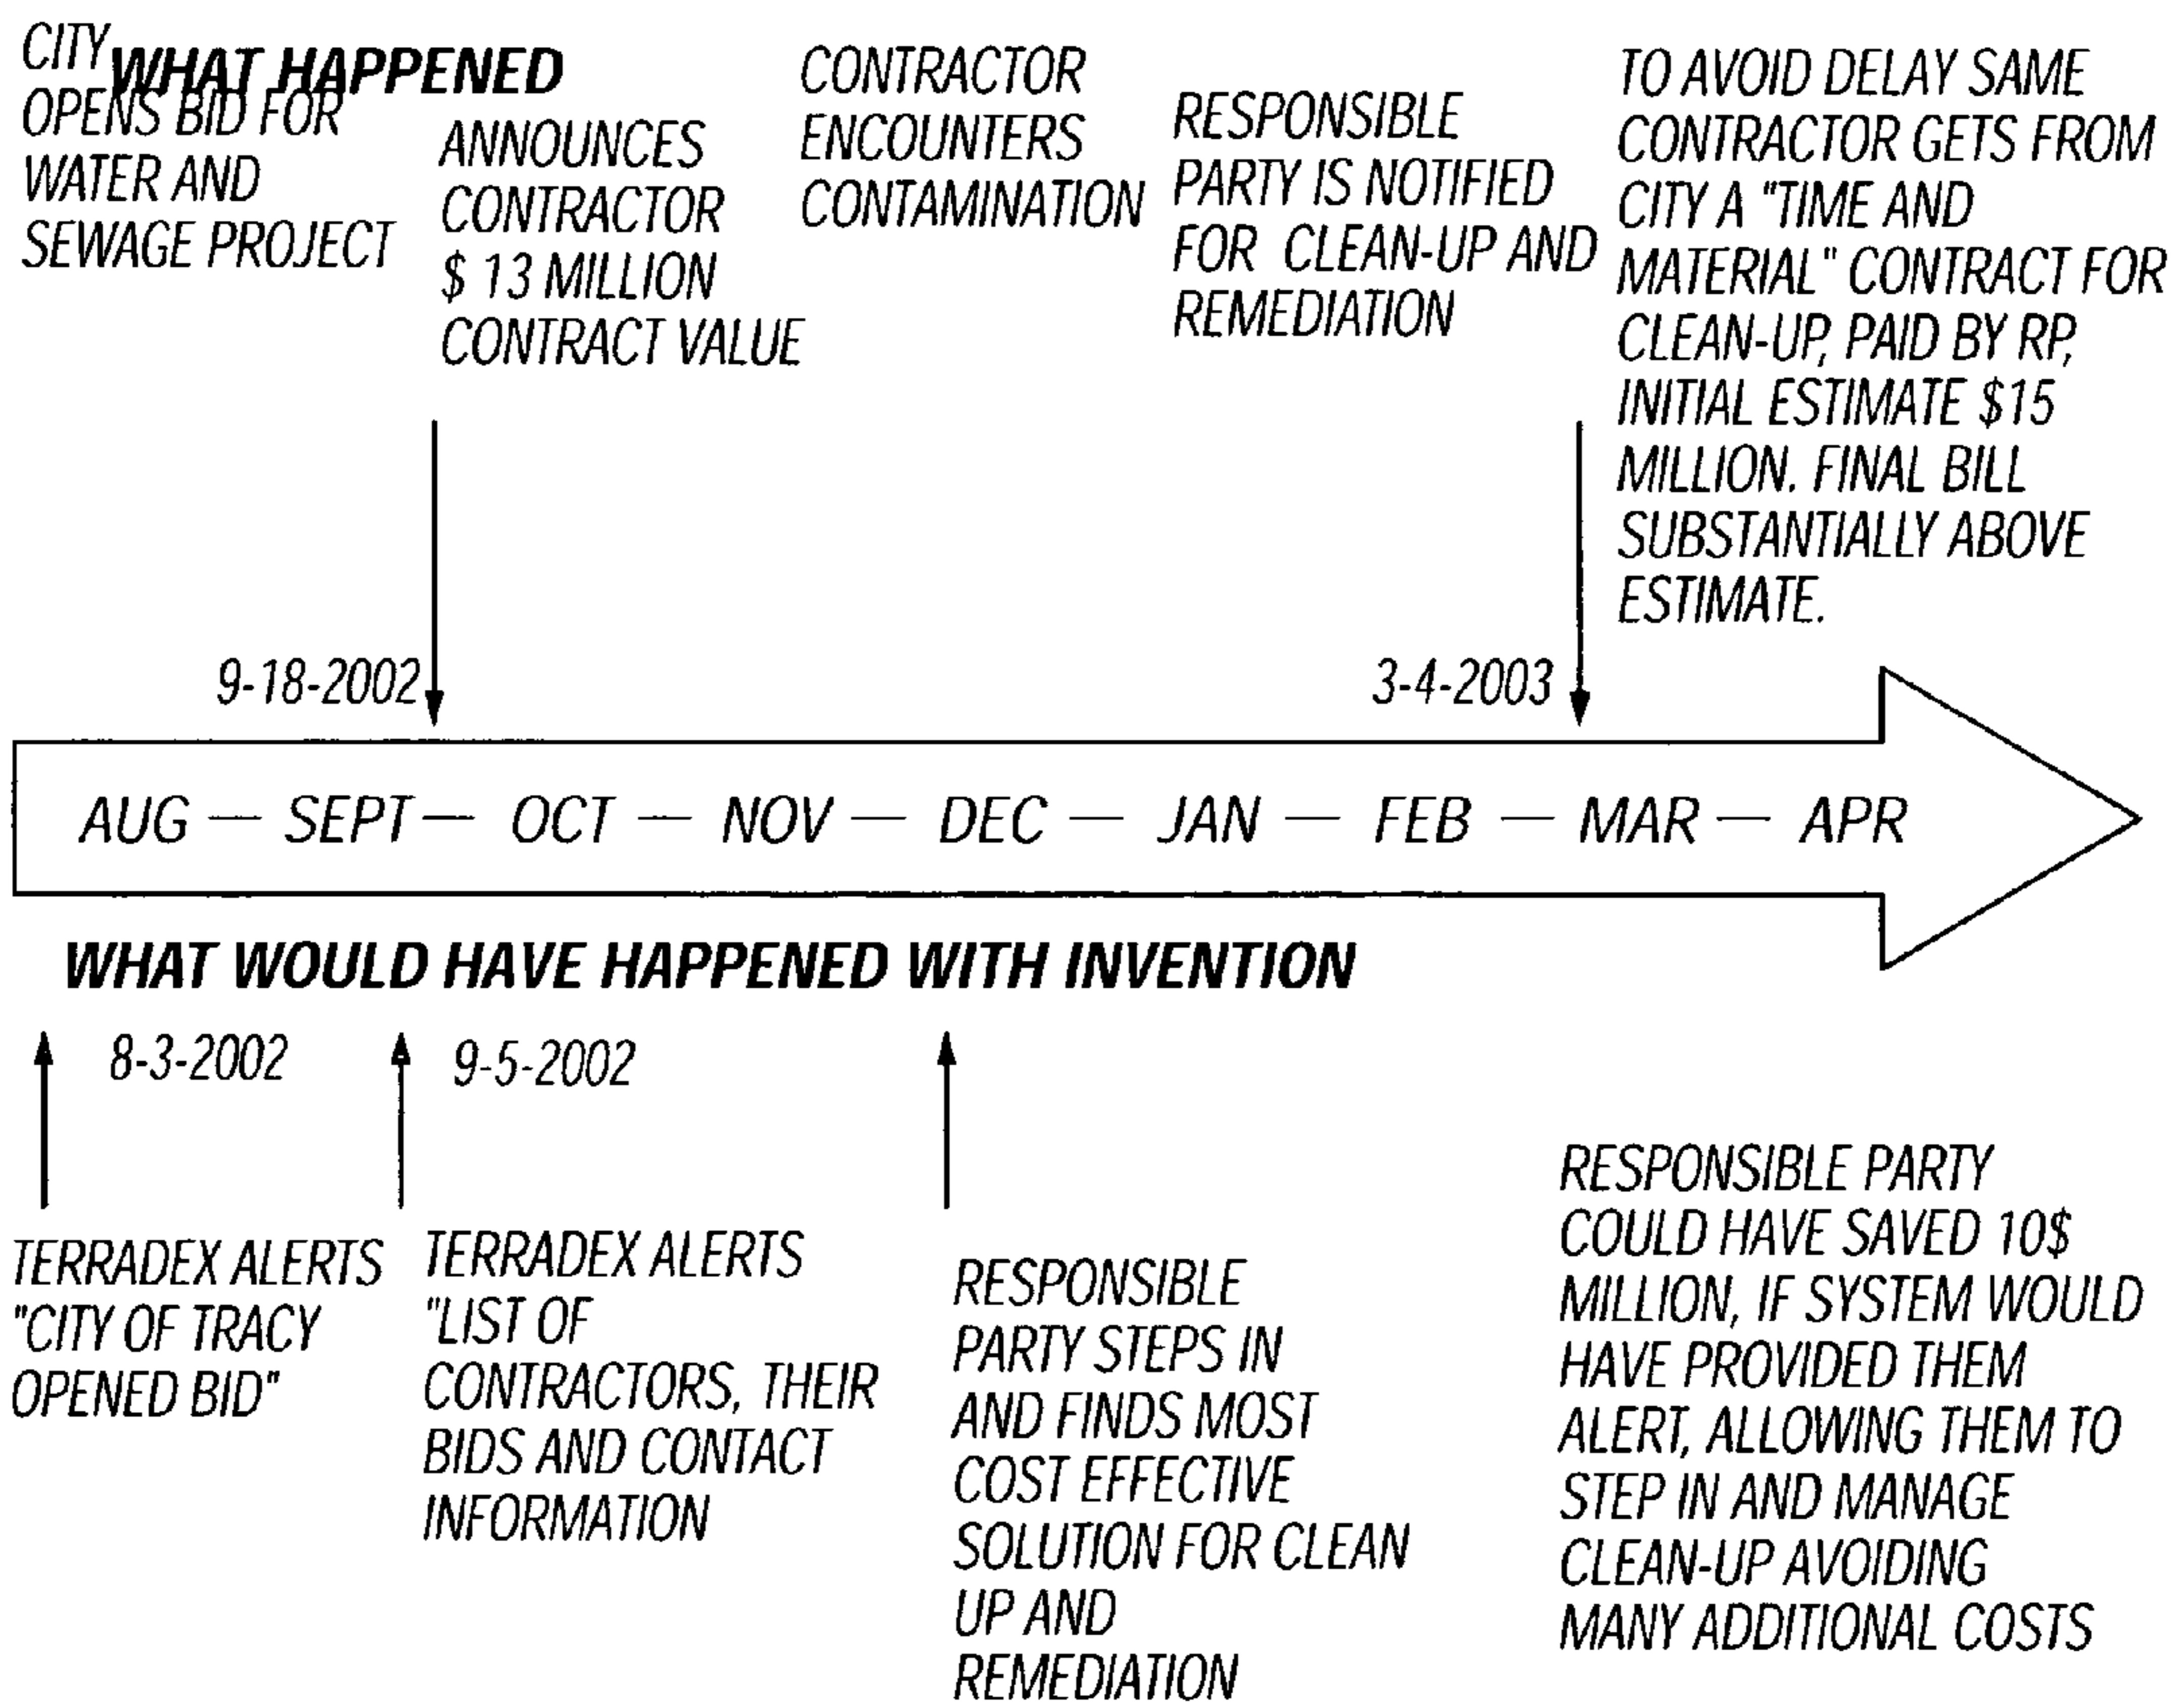 WHAT HAPPENED
CITY
OPENS BID FOR
WATER AND
SEWAGE PROJECT
ANNOUNCES
CONTRACTOR
$ 13 MILLION
CONTRACT VALUE
CONTRACTOR
ENCOUNTERS
CONTAMINATION
RESPONSIBLE
PARTY IS NOTIFIED
FOR CLEAN-UP AND
REMEDIATION
TO AVOID DELAY SAME
CONTRACTOR GETS FROM
CITY A "TIME AND
MATERIAL" CONTRACT FOR
CLEAN-UP, PAID BY RP,
INITIAL ESTIMATE $15
MILLION. FINAL BILL
SUBSTANTIALLY ABOVE
ESTIMATE.
9-18-2002
3-4-2003
AUG — SEPT — OCT — NOV — DEC — JAN — FEB — MAR — APR
WHAT WOULD HAVE HAPPENED WITH INVENTION
8-3-2002
9-5-2002
TERRADEX ALERTS
"CITY OF TRACY
OPENED BID"
TERRADEX ALERTS
"LIST OF
CONTRACTORS, THEIR
BIDS AND CONTACT
INFORMATION
RESPONSIBLE
PARTY STEPS IN
AND FINDS MOST
COST EFFECTIVE
SOLUTION FOR CLEAN
UP AND
REMEDIATION
RESPONSIBLE PARTY
COULD HAVE SAVED 10$
MILLION, IF SYSTEM WOULD
HAVE PROVIDED THEM
ALERT, ALLOWING THEM TO
STEP IN AND MANAGE
CLEAN-UP AVOIDING
MANY ADDITIONAL COSTS